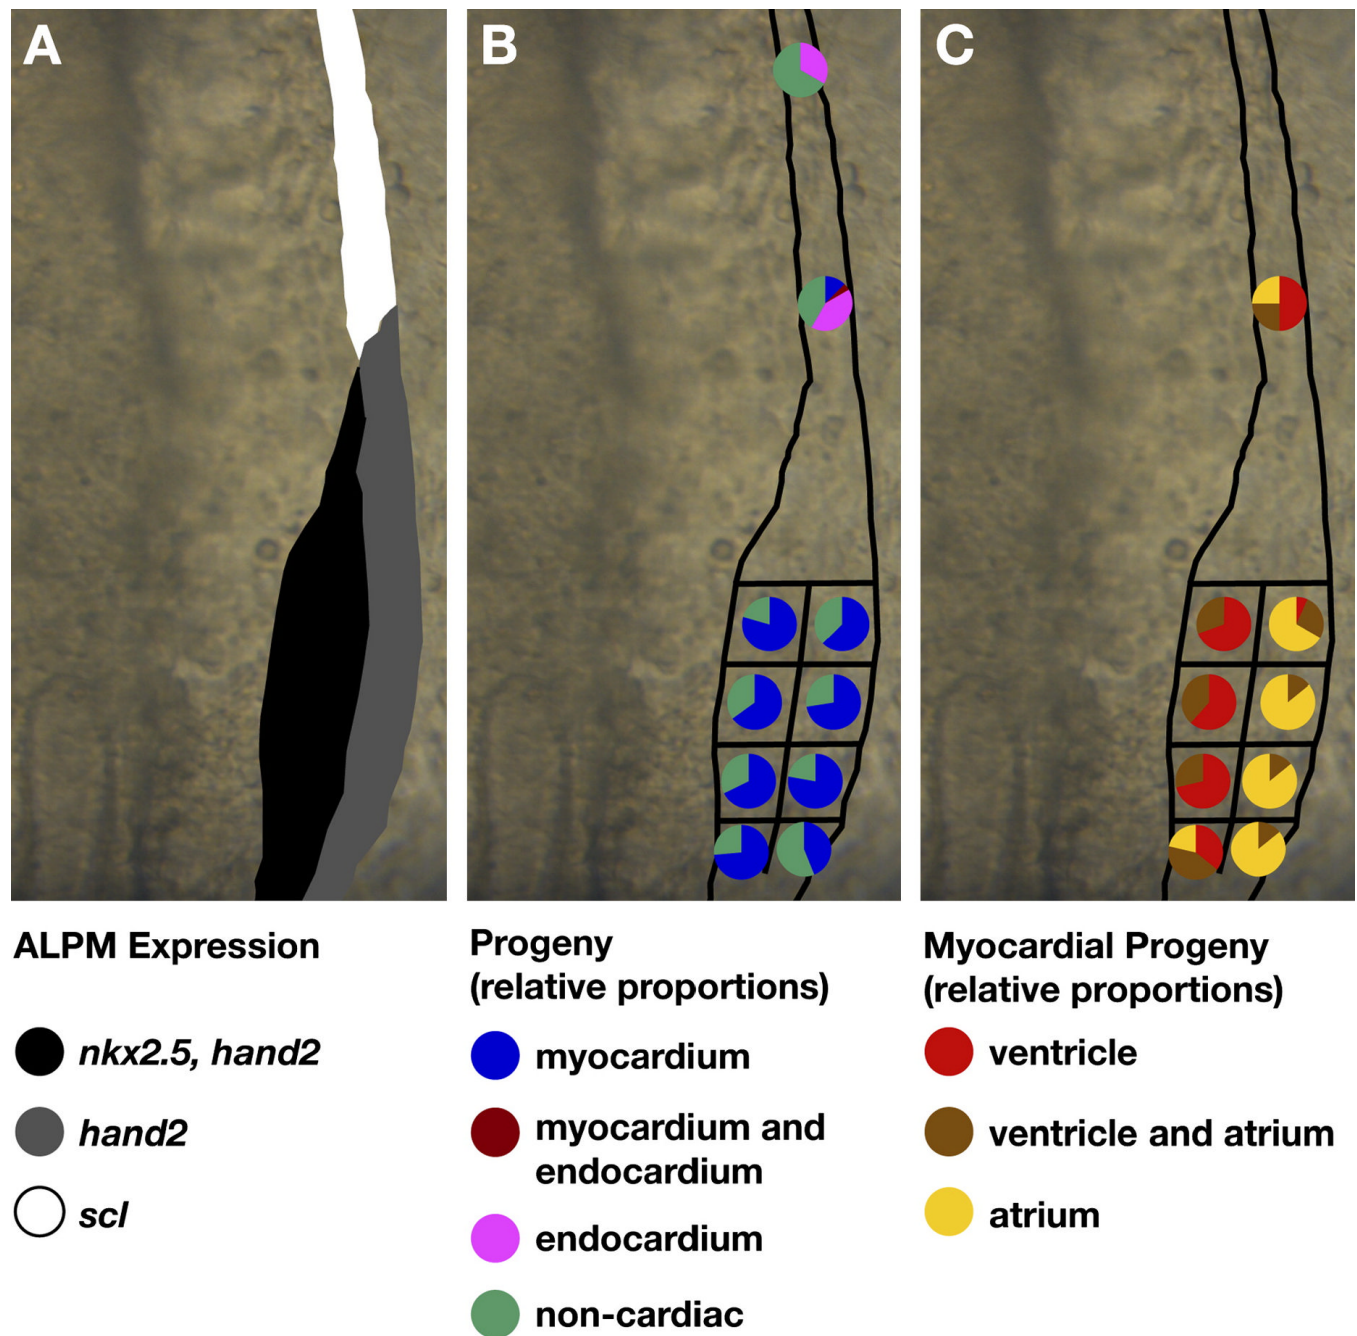 A
B
C
ALPM Expression
nkx2.5, hand2
hand2
scl
Progeny
(relative proportions)
myocardium
myocardium and
endocardium
endocardium
non-cardiac
Myocardial Progeny
(relative proportions)
ventricle
ventricle and atrium
atrium